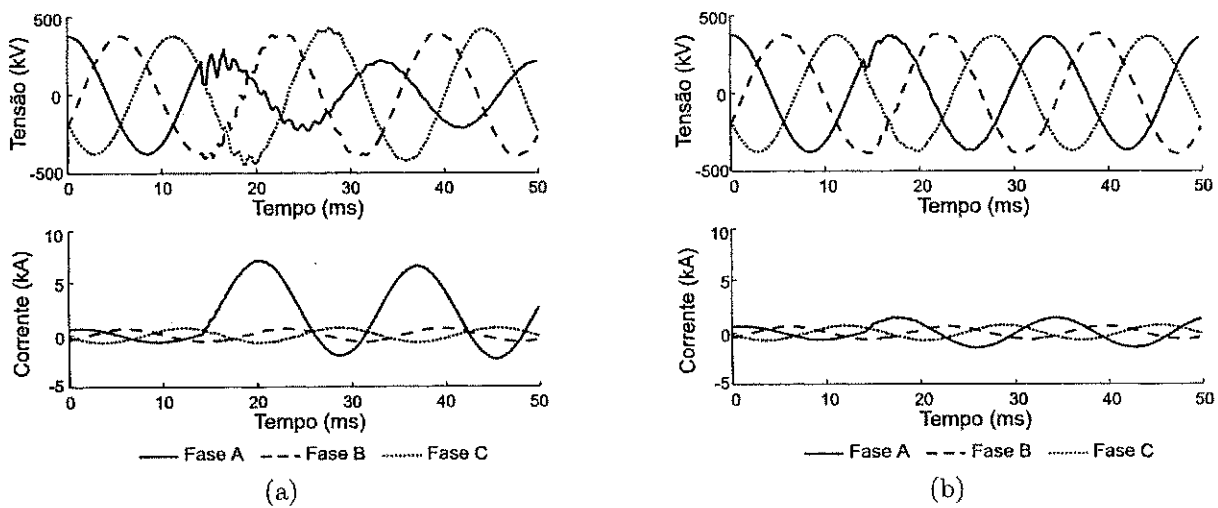 500
0
-500
Tensão (kV)
0 10 20 30 40 50
Tempo (ms)
10
5
0
-5
Corrente (kA)
0 10 20 30 40 50
Tempo (ms)
Fase A Fase B Fase C
(a)
500
0
-500
Tensão (kV)
0 10 20 30 40 50
Tempo (ms)
10
5
0
-5
Corrente (kA)
0 10 20 30 40 50
Tempo (ms)
Fase A Fase B Fase C
(b)